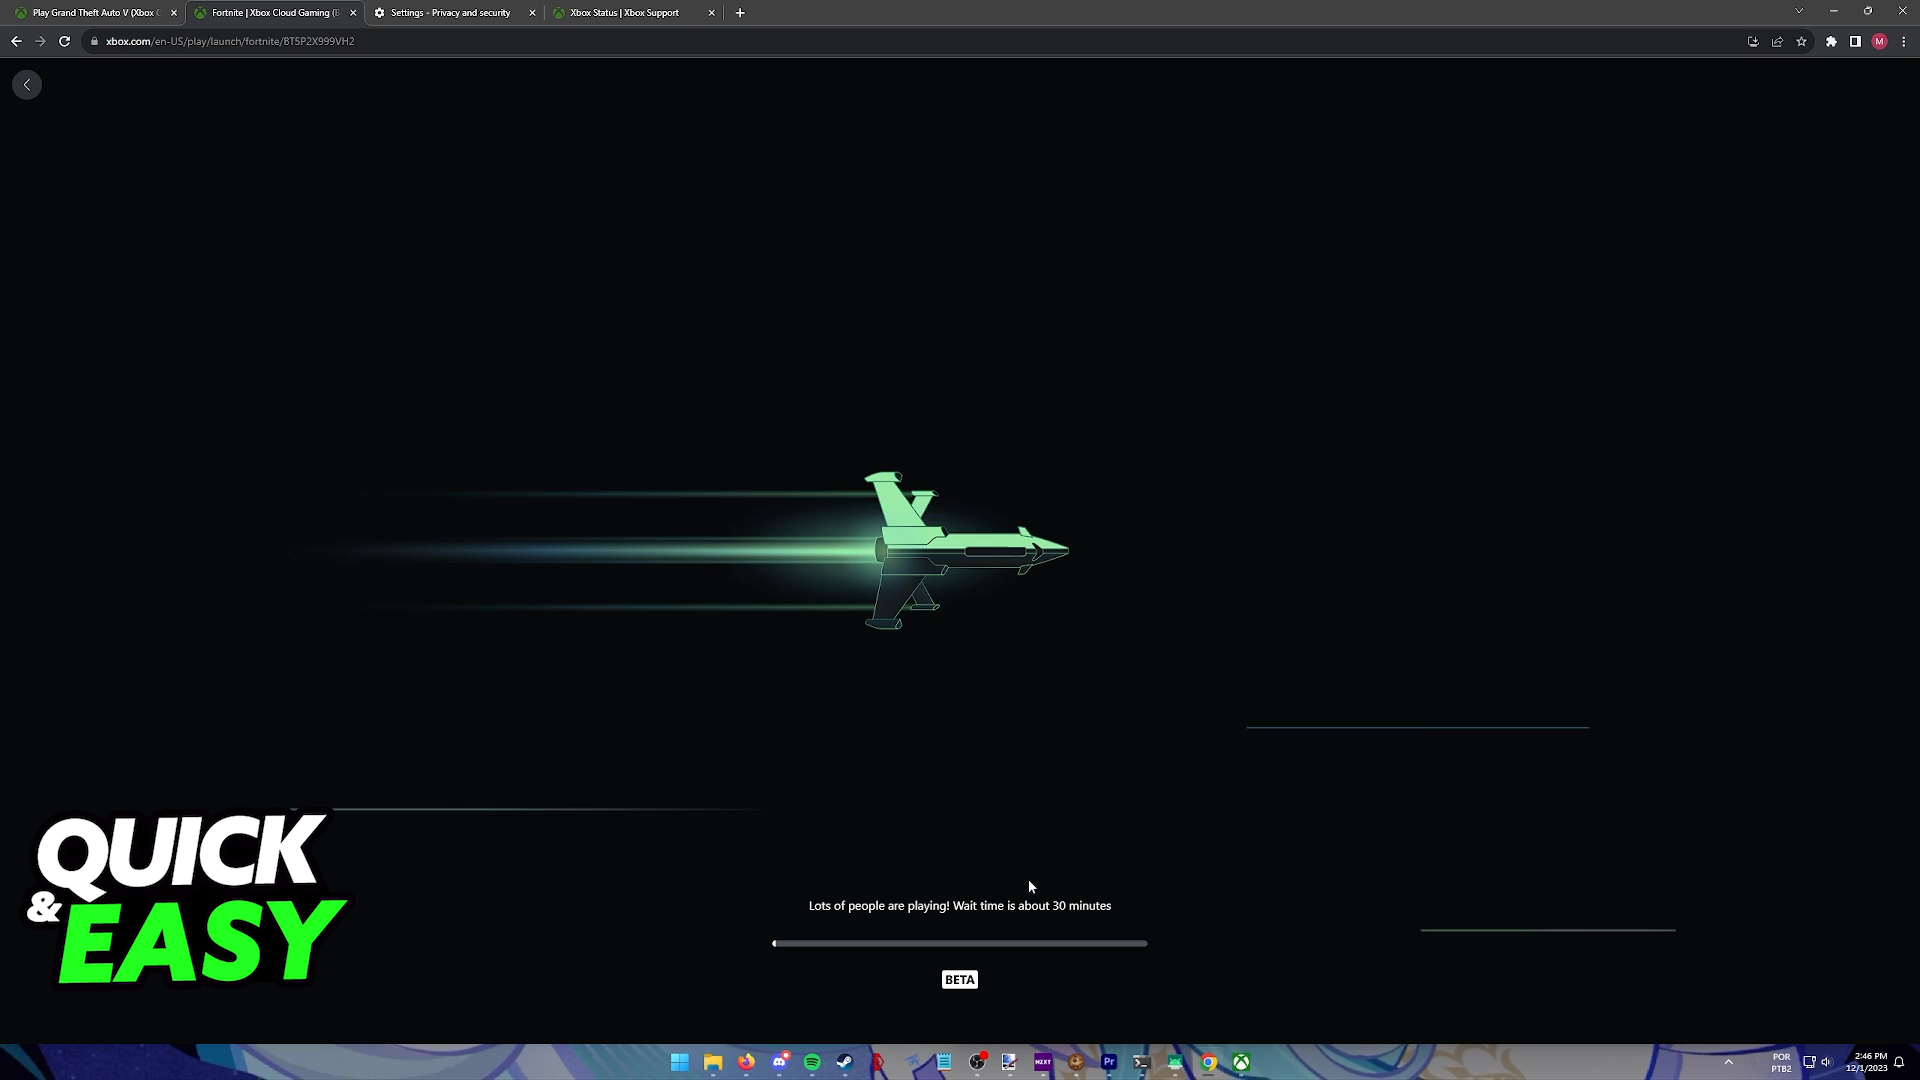 Play Grand Theft Auto V (Xbox C
Fortnite | Xbox Cloud Gaming (B
Settings - Privacy and security
Xbox Status | Xbox Support
xbox.com/en-US/play/launch/fortnite/BT5P2X999VH2
M
QUICK
&EASY
Lots of people are playing! Wait time is about 30 minutes
BETA
NZXT
Pr
POR
PTB2
2:46 PM
12/1/2023